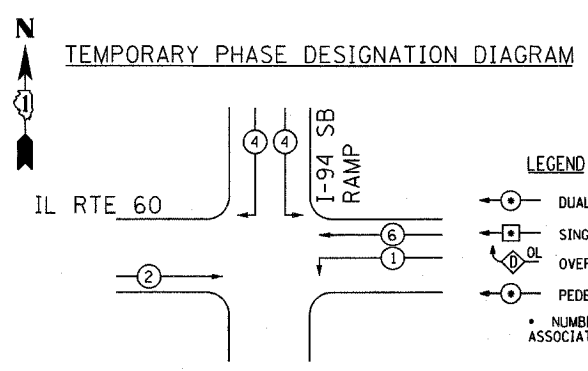 N
TEMPORARY PHASE DESIGNATION DIAGRAM
1
4 4
I-94 SB
RAMP
IL RTE 60
6
1
2
LEGEND
* DUAL
* SING
D OL OVER
* PEDE
* NUMBE
ASSOCIAT